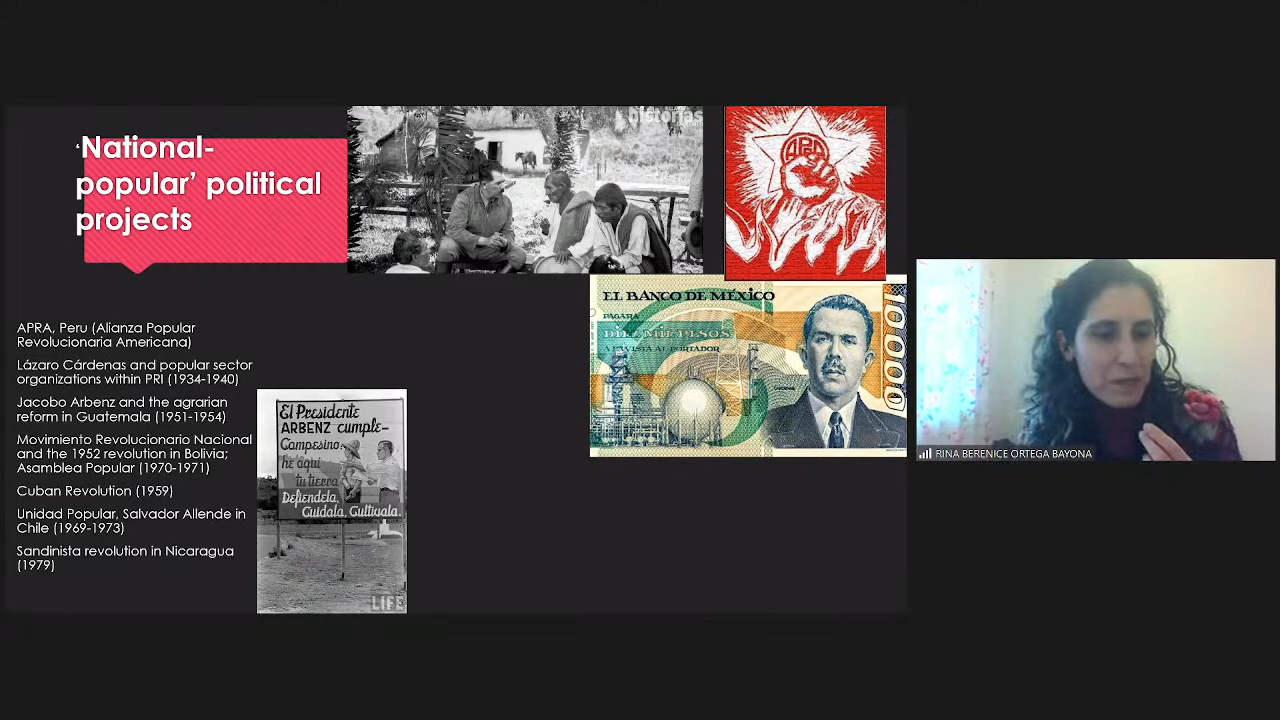 ‘National-
popular’ political
projects
historias
APRA
EL BANCO DE MÉXICO
PAGARÁ
DIEZ MIL PESOS
A LA VISTA AL PORTADOR
10000
APRA, Peru (Alianza Popular
Revolucionaria Americana)
Lázaro Cárdenas and popular sector
organizations within PRI (1934-1940)
Jacobo Arbenz and the agrarian
reform in Guatemala (1951-1954)
Movimiento Revolucionario Nacional
and the 1952 revolution in Bolivia;
Asamblea Popular (1970-1971)
Cuban Revolution (1959)
Unidad Popular, Salvador Allende in
Chile (1969-1973)
Sandinista revolution in Nicaragua
(1979)
El Presidente
ARBENZ cumple-
Campesino:
he aquí
tu tierra
Defiendela,
Cuidala, Cultivala.
LIFE
RINA BERENICE ORTEGA BAYONA